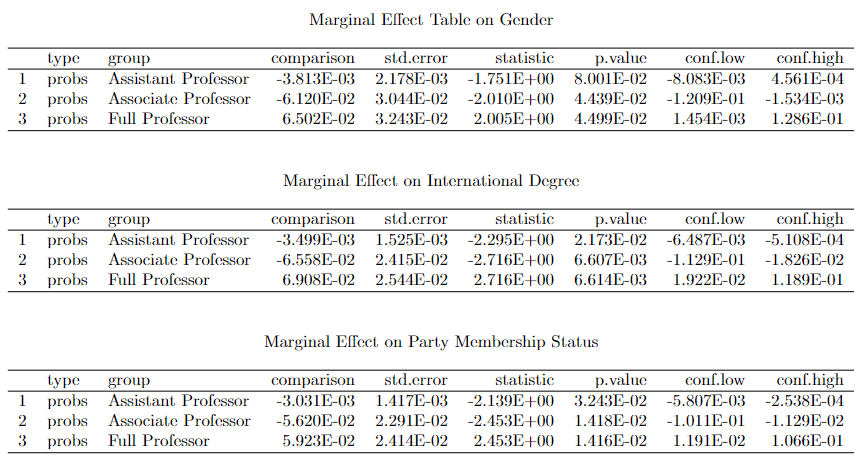 Marginal Effect Table on Gender
type group comparison std.error statistic p.value conf.low conf.high
1 probs Assistant Professor -3.813E-03 2.178E-03 -1.751E+00 8.001E-02 -8.083E-03 4.561E-04
2 probs Associate Professor -6.120E-02 3.044E-02 -2.010E+00 4.439E-02 -1.209E-01 -1.534E-03
3 probs Full Professor 6.502E-02 3.243E-02 2.005E+00 4.499E-02 1.454E-03 1.286E-01
Marginal Effect on International Degree
type group comparison std.error statistic p.value conf.low conf.high
1 probs Assistant Professor -3.499E-03 1.525E-03 -2.295E+00 2.173E-02 -6.487E-03 -5.108E-04
2 probs Associate Professor -6.558E-02 2.415E-02 -2.716E+00 6.607E-03 -1.129E-01 -1.826E-02
3 probs Full Professor 6.908E-02 2.544E-02 2.716E+00 6.614E-03 1.922E-02 1.189E-01
Marginal Effect on Party Membership Status
type group comparison std.error statistic p.value conf.low conf.high
1 probs Assistant Professor -3.031E-03 1.417E-03 -2.139E+00 3.243E-02 -5.807E-03 -2.538E-04
2 probs Associate Professor -5.620E-02 2.291E-02 -2.453E+00 1.418E-02 -1.011E-01 -1.129E-02
3 probs Full Professor 5.923E-02 2.414E-02 2.453E+00 1.416E-02 1.191E-02 1.066E-01